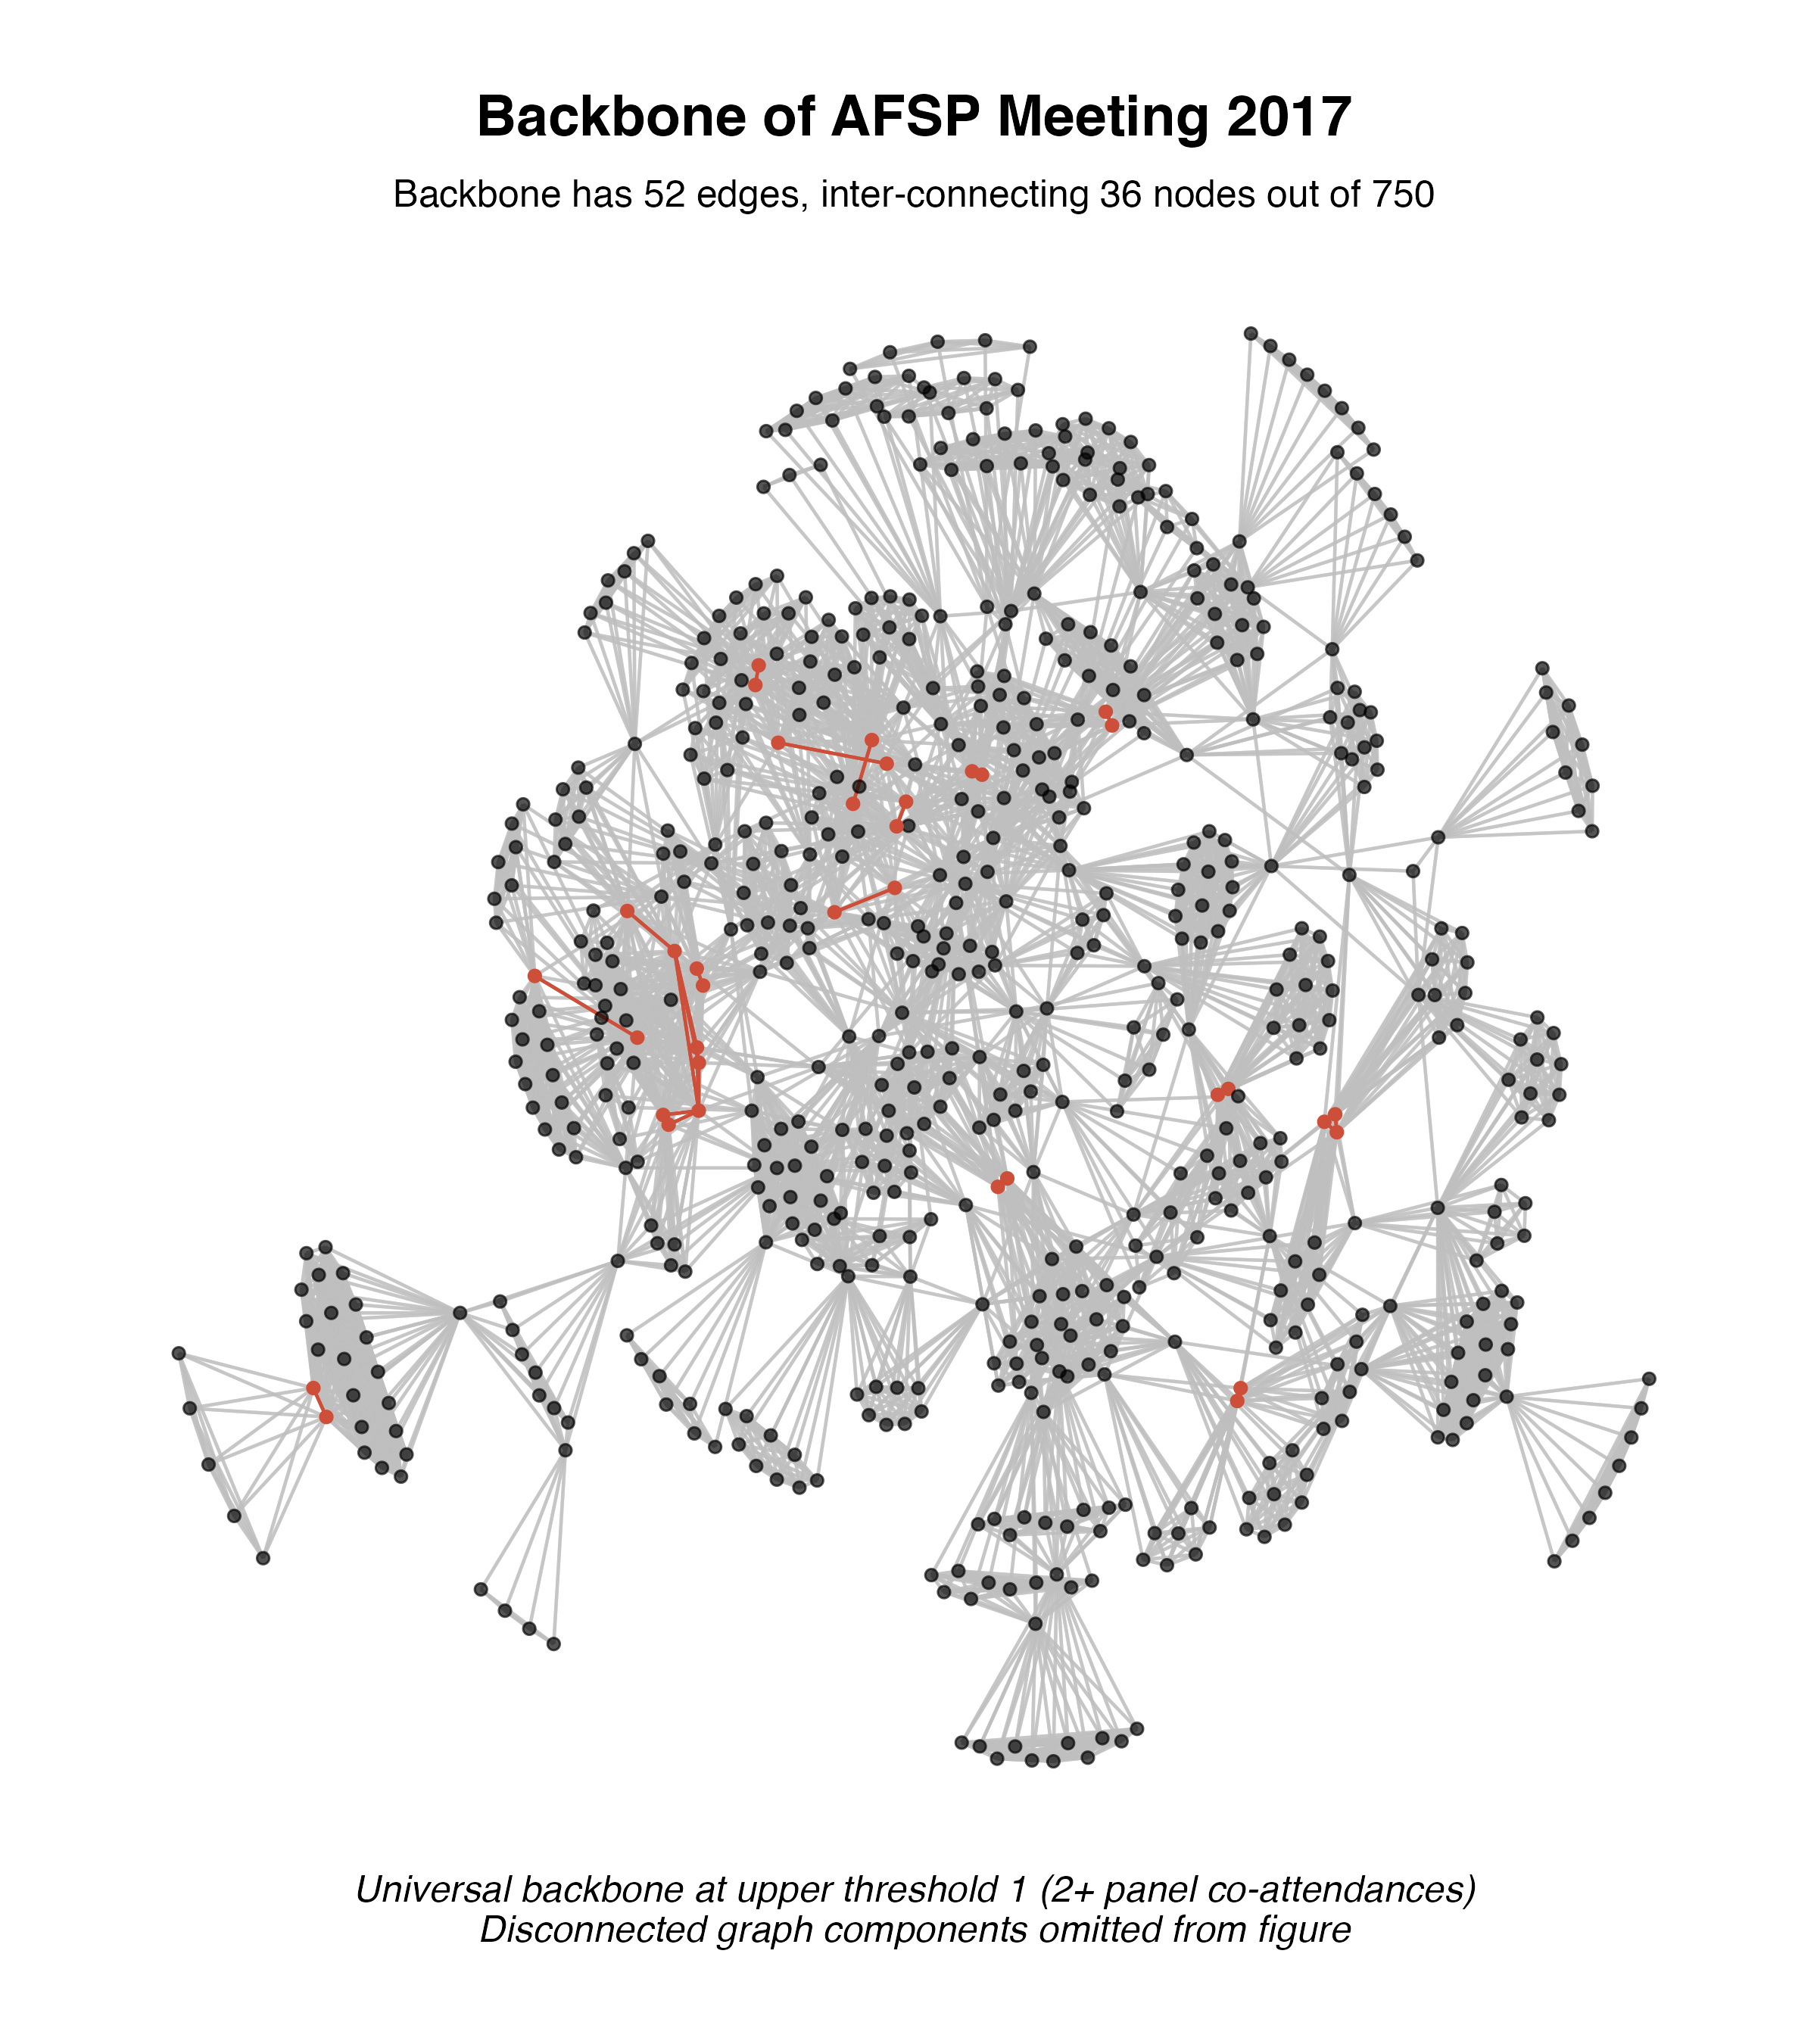 Backbone of AFSP Meeting 2017
Backbone has 52 edges, inter-connecting 36 nodes out of 750
Universal backbone at upper threshold 1 (2+ panel co-attendances)
Disconnected graph components omitted from figure